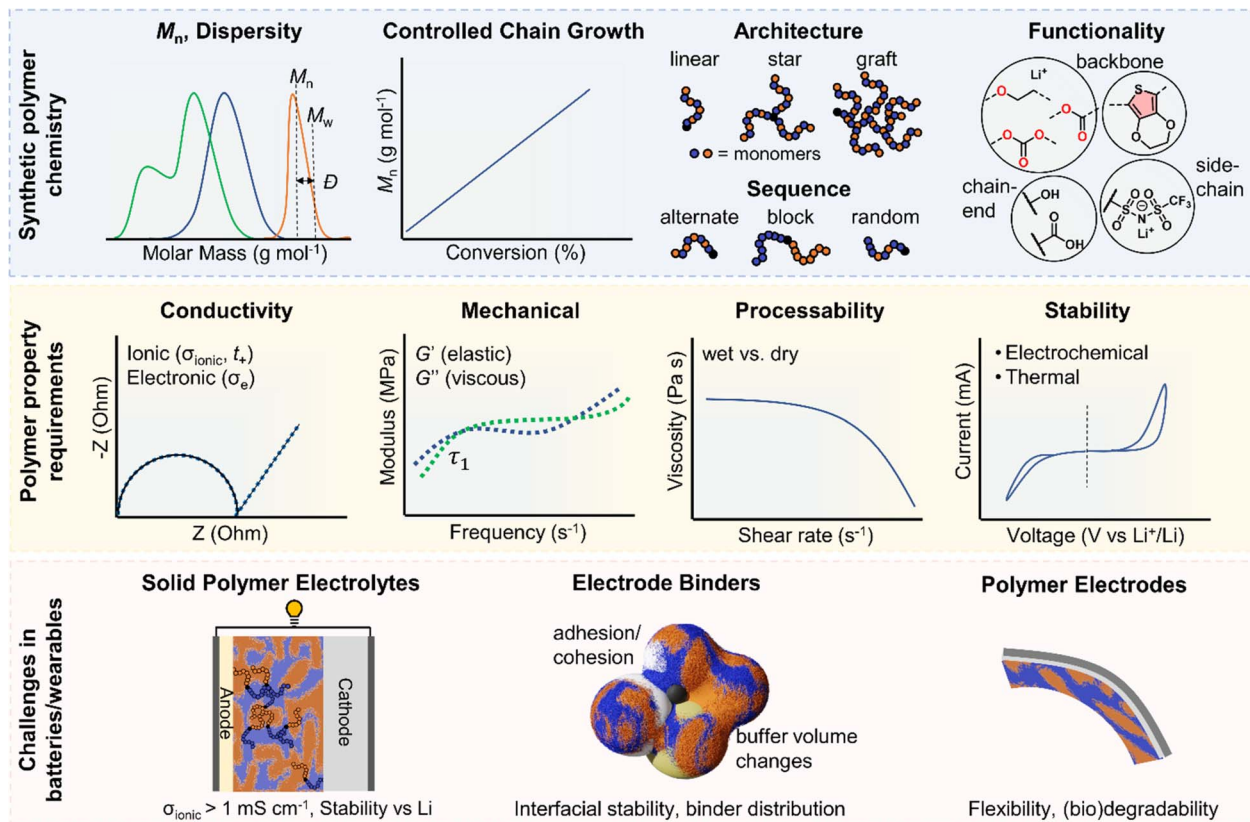 Synthetic polymer
chemistry
Mn, Dispersity
Mn
Mw
Đ
Molar Mass (g mol-1)
Controlled Chain Growth
Mn (g mol-1)
Conversion (%)
Architecture
linear
star
graft
= monomers
Sequence
alternate
block
random
Functionality
backbone
Li+
O
O
O
O
O
O
O
S
O
O
chain-
end
OH
O
OH
side-
chain
O
O
O
O
S
S
N
⊖
CF3
Li+
Polymer property
requirements
Conductivity
Ionic (σionic, t+)
Electronic (σe)
-Z (Ohm)
Z (Ohm)
Mechanical
G' (elastic)
G'' (viscous)
τ1
Modulus (MPa)
Frequency (s-1)
Processability
wet vs. dry
Viscosity (Pa s)
Shear rate (s-1)
Stability
• Electrochemical
• Thermal
Current (mA)
Voltage (V vs Li+/Li)
Challenges in
batteries/wearables
Solid Polymer Electrolytes
Anode
Cathode
σionic > 1 mS cm-1, Stability vs Li
Electrode Binders
adhesion/
cohesion
buffer volume
changes
Interfacial stability, binder distribution
Polymer Electrodes
Flexibility, (bio)degradability